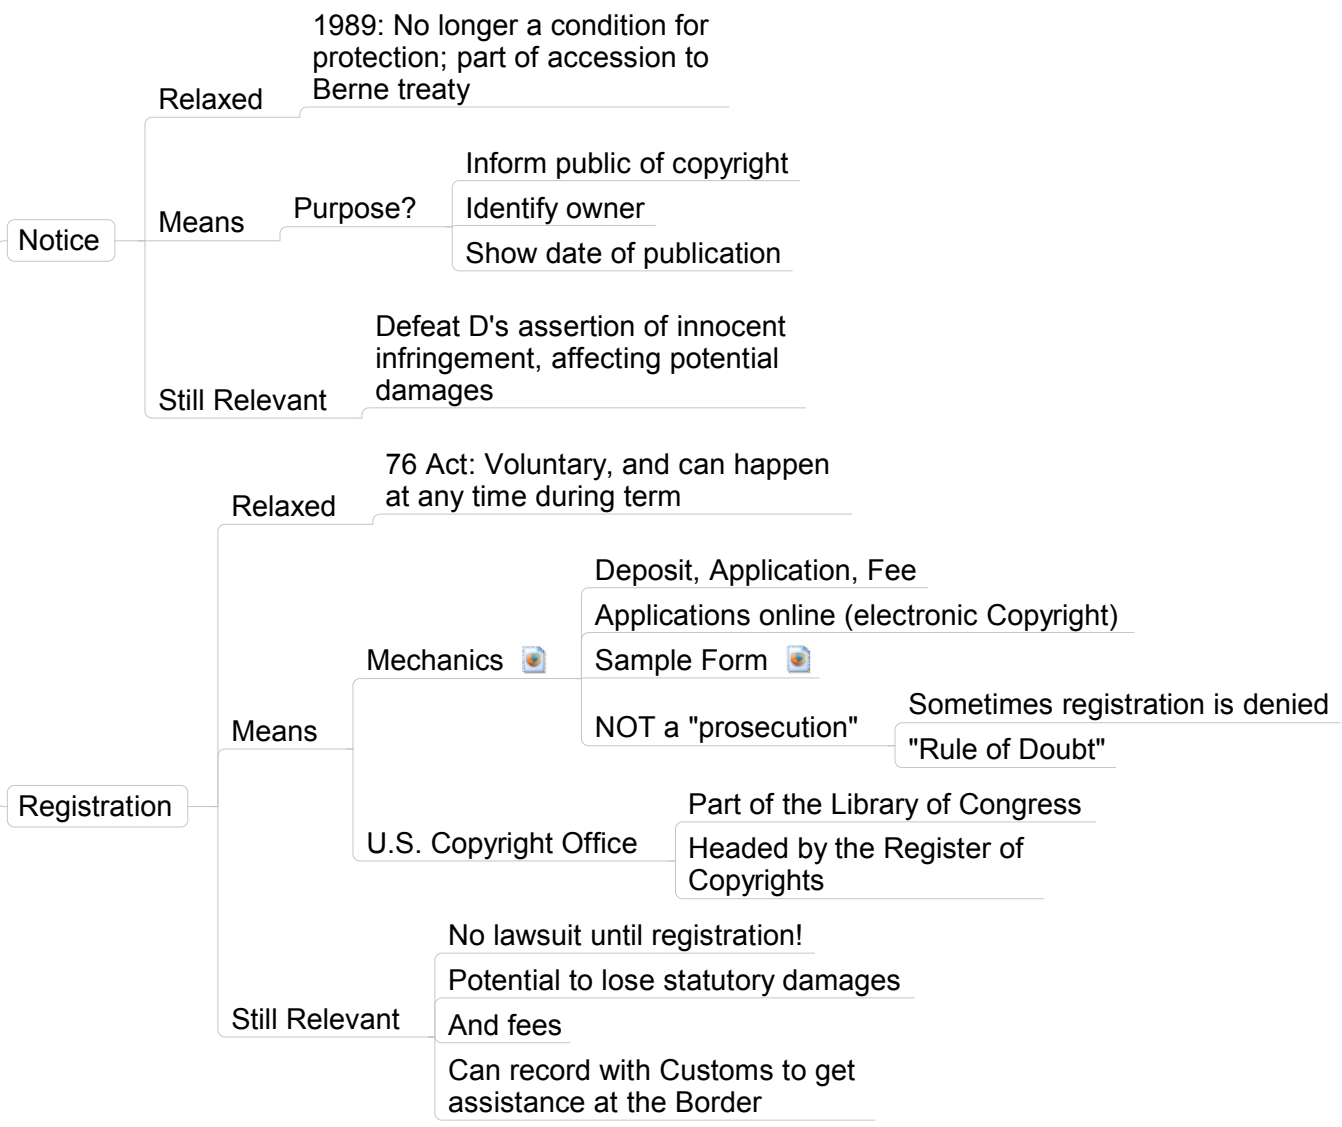 1989: No longer a condition for
protection; part of accession to
Berne treaty
Relaxed
Inform public of copyright
Purpose?
Identify owner
Means
Notice
Show date of publication
Defeat D's assertion of innocent
infringement, affecting potential
damages
Still Relevant
76 Act: Voluntary, and can happen
at any time during term
Relaxed
Deposit, Application, Fee
Applications online (electronic Copyright)
Mechanics
Sample Form
Sometimes registration is denied
NOT a "prosecution"
"Rule of Doubt"
Means
Registration
Part of the Library of Congress
U.S. Copyright Office
Headed by the Register of
Copyrights
No lawsuit until registration!
Potential to lose statutory damages
Still Relevant
And fees
Can record with Customs to get
assistance at the Border